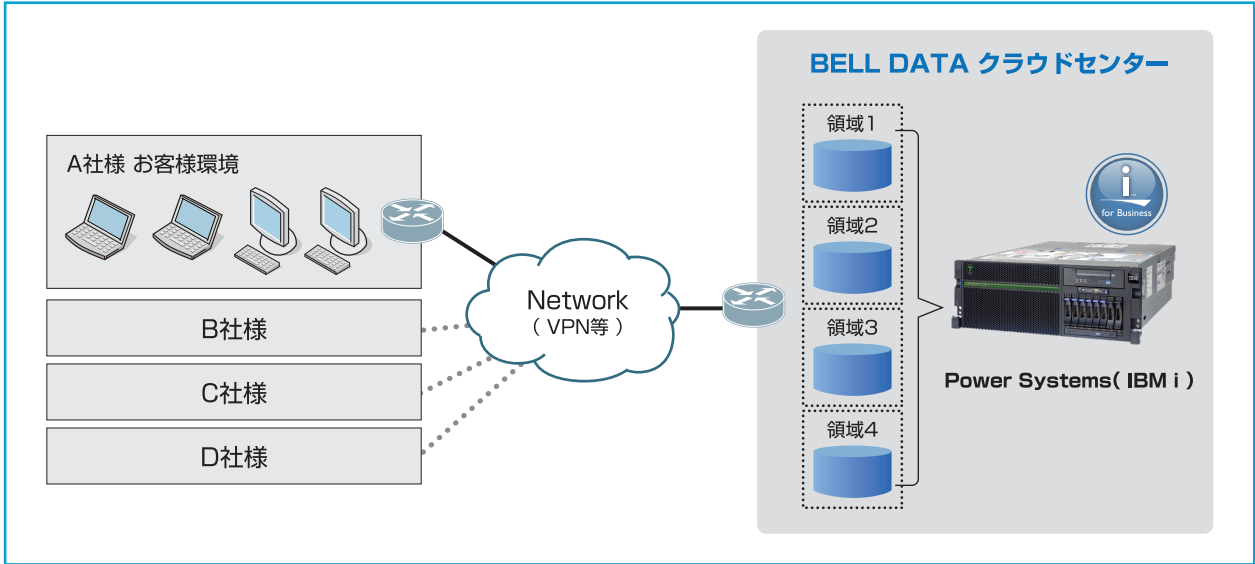 BELL DATA クラウドセンター
A社様 お客様環境
B社様
C社様
D社様
Network
( VPN等 )
領域1
領域2
領域3
領域4
i
for Business
IBM
Power Systems( IBM i )